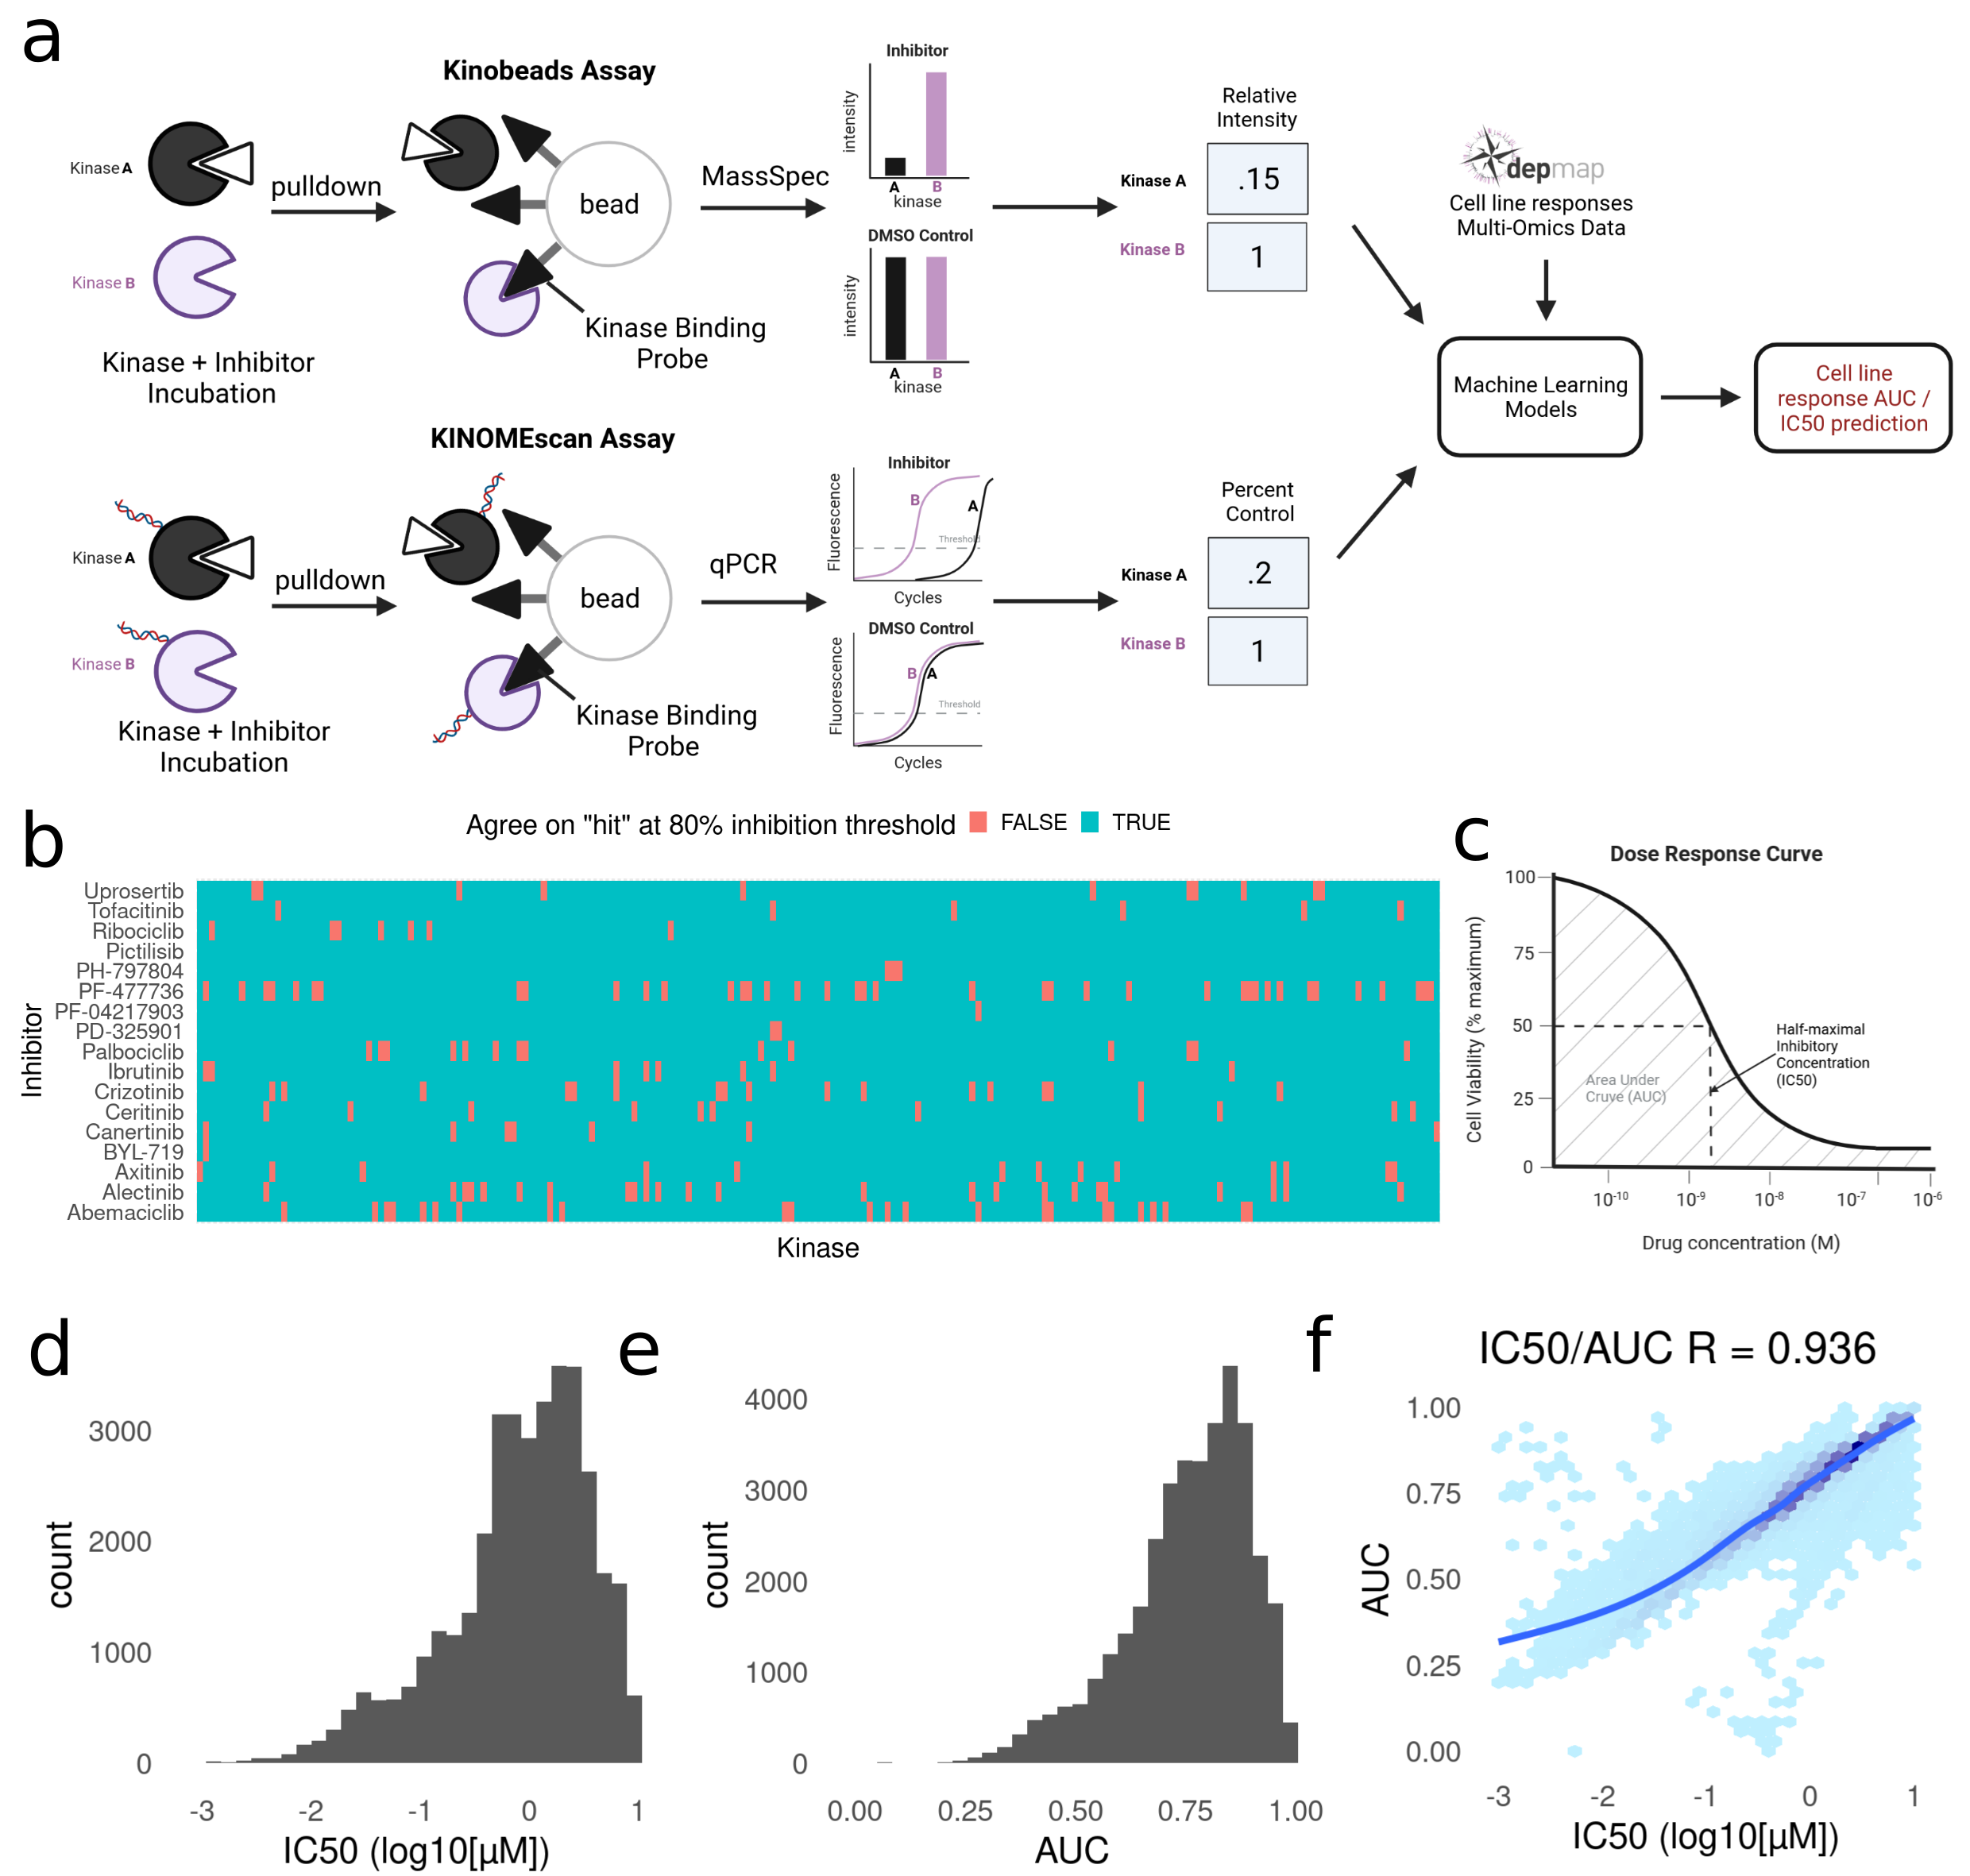 a
Kinobeads Assay
Kinase A
Kinase B
Kinase + Inhibitor
Incubation
pulldown
bead
Kinase Binding
Probe
MassSpec
Inhibitor
intensity
A B
kinase
DMSO Control
intensity
A B
kinase
Relative
Intensity
Kinase A
.15
Kinase B
1
depmap
Cell line responses
Multi-Omics Data
Machine Learning
Models
Cell line
response AUC /
IC50 prediction
KINOMEscan Assay
Kinase A
Kinase B
Kinase + Inhibitor
Incubation
pulldown
bead
Kinase Binding
Probe
qPCR
Inhibitor
Fluorescence
B
A
Threshold
Cycles
DMSO Control
Fluorescence
B A
Threshold
Cycles
Percent
Control
Kinase A
.2
Kinase B
1
b
Agree on "hit" at 80% inhibition threshold FALSE TRUE
Inhibitor
Uprosertib
Tofacitinib
Ribociclib
Pictilisib
PH-797804
PF-477736
PF-04217903
PD-325901
Palbociclib
Ibrutinib
Crizotinib
Ceritinib
Canertinib
BYL-719
Axitinib
Alectinib
Abemaciclib
Kinase
c
Dose Response Curve
Cell Viability (% maximum)
100
75
50
25
0
Half-maximal
Inhibitory
Concentration
(IC50)
Area Under
Cruve (AUC)
10-10 10-9 10-8 10-7 10-6
Drug concentration (M)
d
count
3000
2000
1000
0
-3 -2 -1 0 1
IC50 (log10[µM])
e
count
4000
3000
2000
1000
0
0.00 0.25 0.50 0.75 1.00
AUC
f
IC50/AUC R = 0.936
AUC
1.00
0.75
0.50
0.25
0.00
-3 -2 -1 0 1
IC50 (log10[µM])